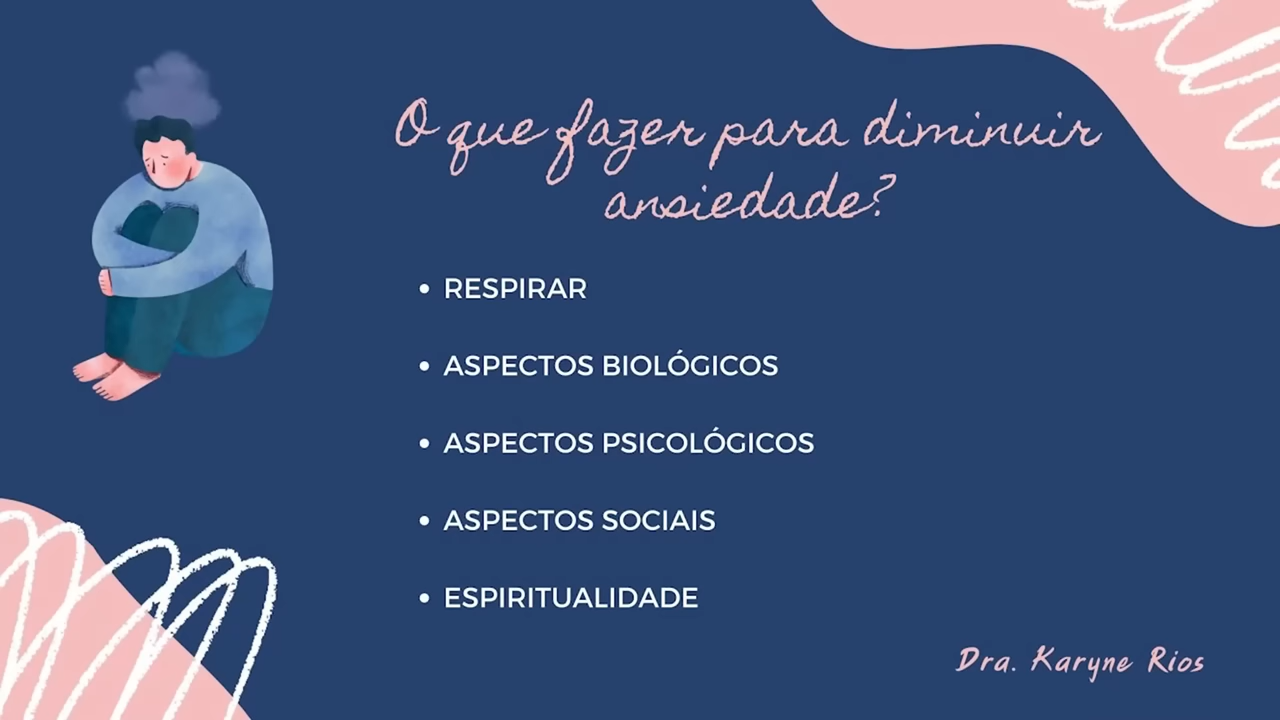 O que fazer para diminuir
ansiedade?
• RESPIRAR
• ASPECTOS BIOLÓGICOS
• ASPECTOS PSICOLÓGICOS
• ASPECTOS SOCIAIS
• ESPIRITUALIDADE
Dra. Karyne Rios